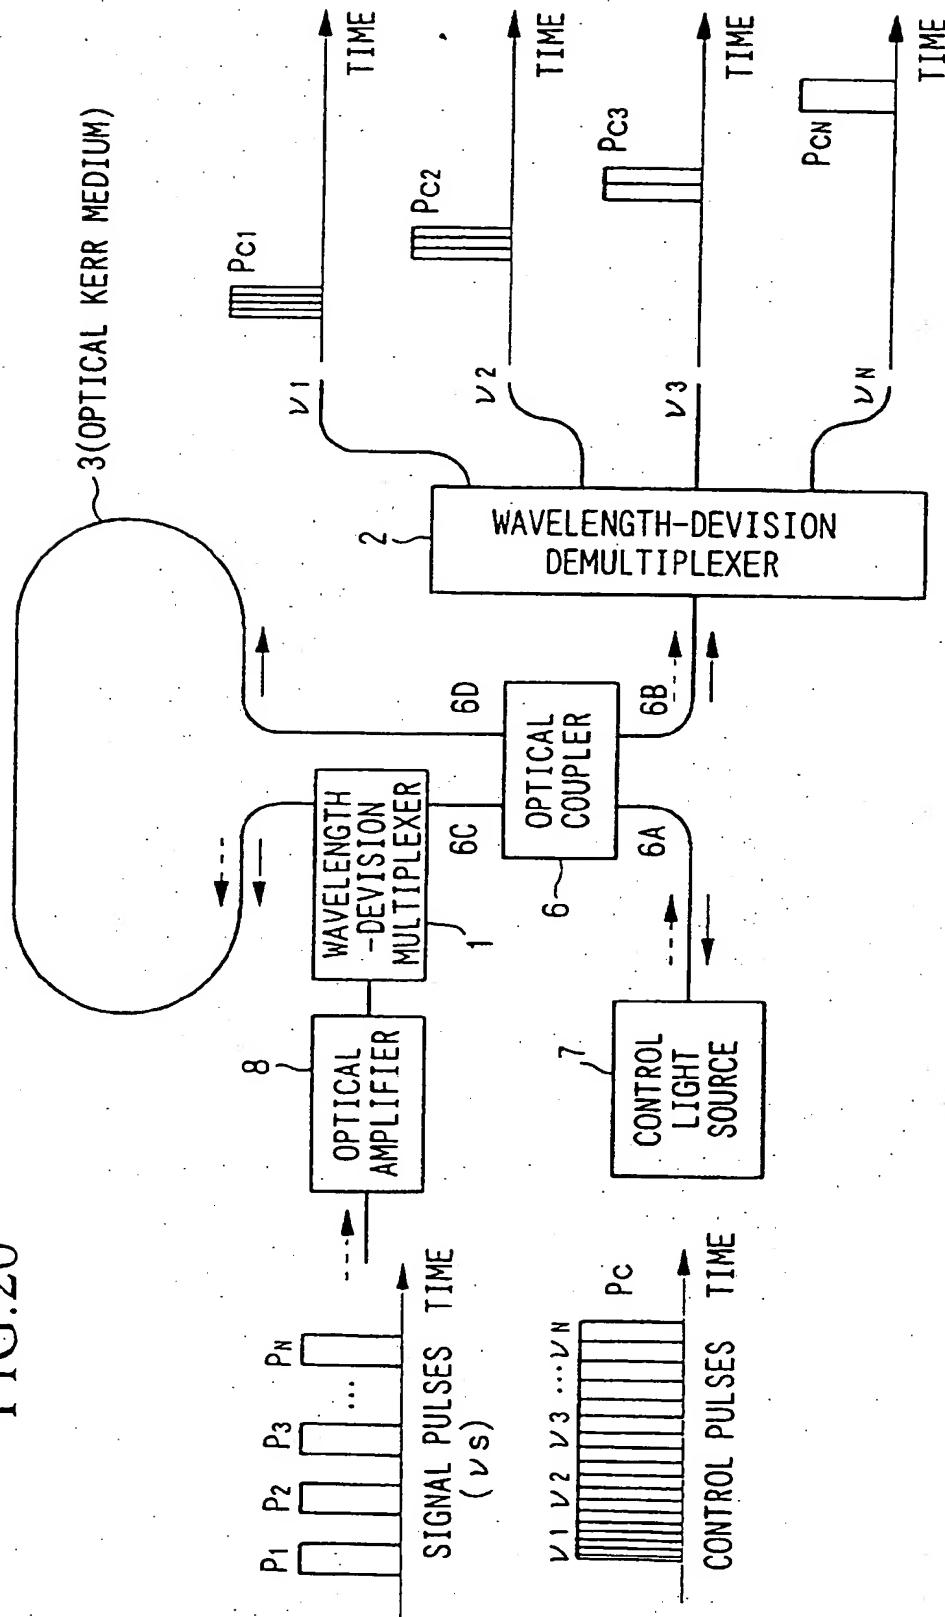 FIG.20
3(OPTICAL KERR MEDIUM)
P1
P2
P3
...
PN
TIME
SIGNAL PULSES
(νs)
8
OPTICAL
AMPLIFIER
WAVELENGTH
-DEVISION
MULTIPLEXER
1
6C
6D
OPTICAL
COUPLER
6
6A
6B
7
CONTROL
LIGHT
SOURCE
ν1 ν2 ν3 ...νN
Pc
TIME
CONTROL PULSES
2
WAVELENGTH-DEVISION
DEMULTIPLEXER
ν1
PC1
TIME
ν2
PC2
TIME
ν3
PC3
TIME
νN
PCN
TIME